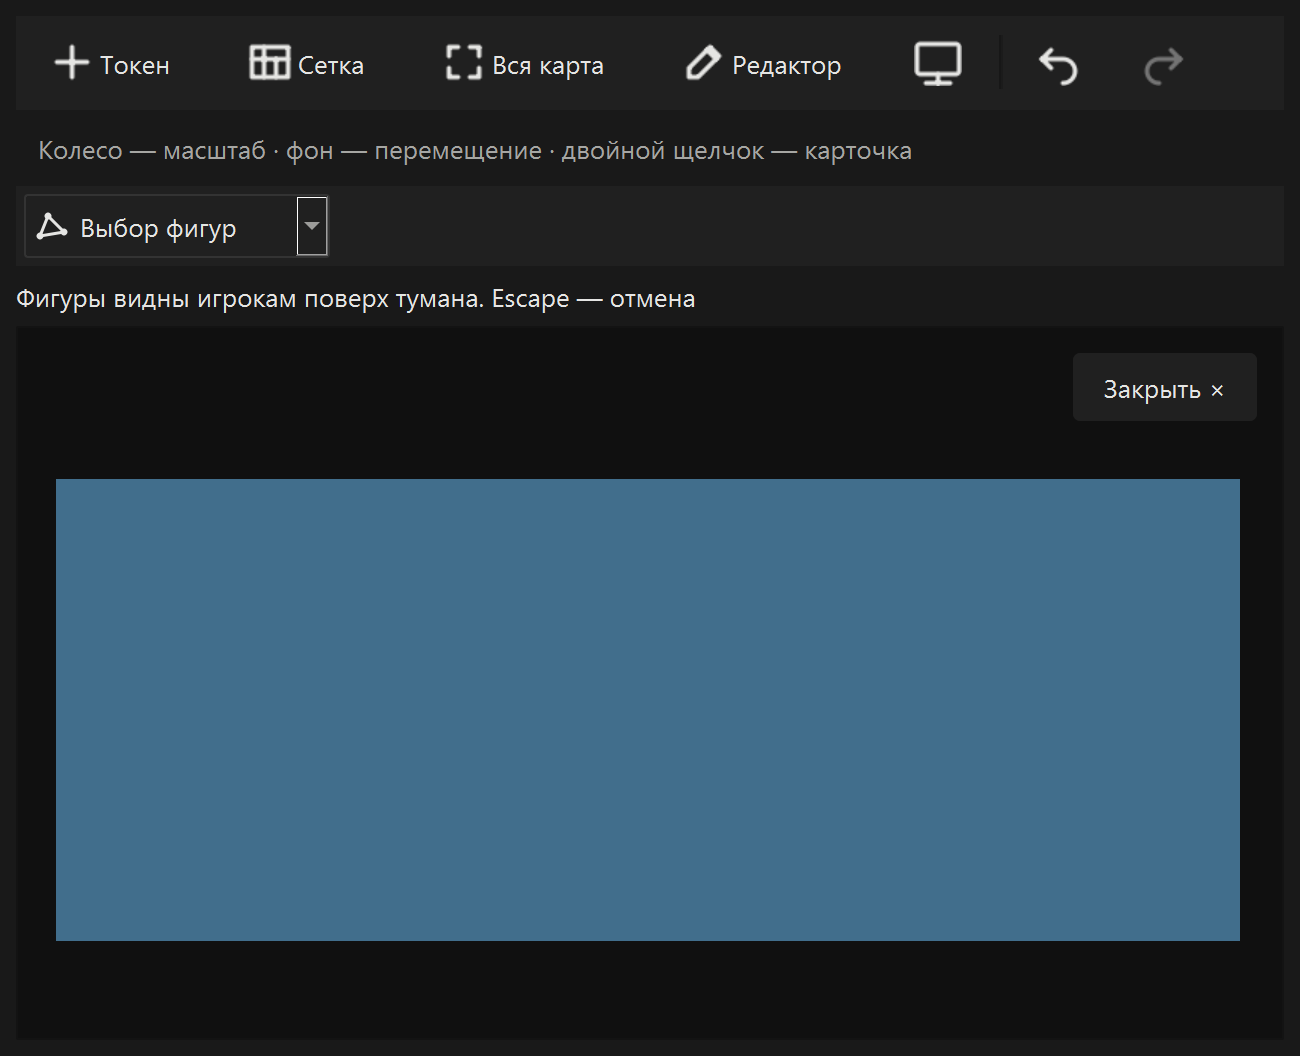 Токен Сетка Вся карта Редактор
Колесо — масштаб · фон — перемещение · двойной щелчок — карточка
Выбор фигур
Фигуры видны игрокам поверх тумана. Escape — отмена
Закрыть ×